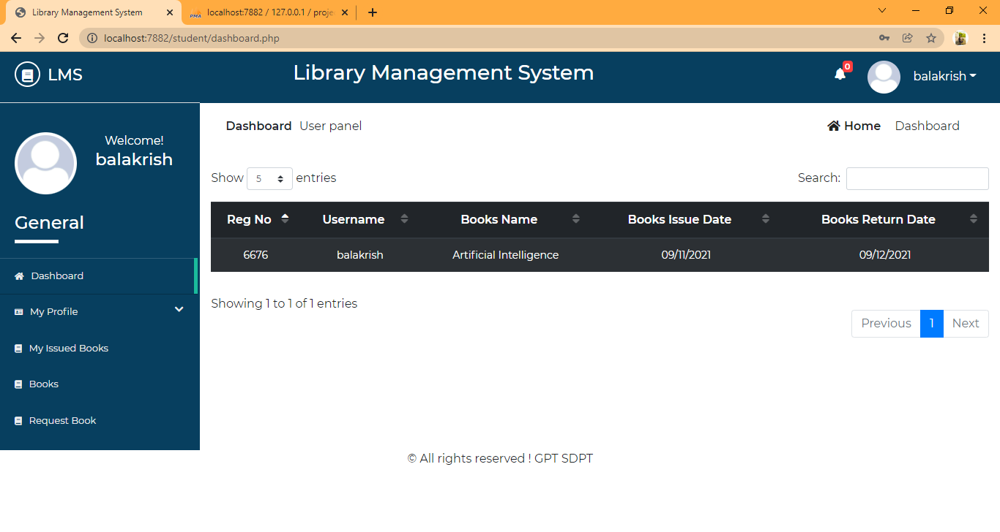 Library Management System
localhost:7882 / 127.0.0.1 / proje
localhost:7882/student/dashboard.php
LMS
Library Management System
0
balakrish
Welcome!
balakrish
General
Dashboard
My Profile
My Issued Books
Books
Request Book
Dashboard User panel
Home Dashboard
Show 5 entries
Search:
Reg No Username Books Name Books Issue Date Books Return Date
6676 balakrish Artificial Intelligence 09/11/2021 09/12/2021
Showing 1 to 1 of 1 entries
Previous 1 Next
© All rights reserved ! GPT SDPT